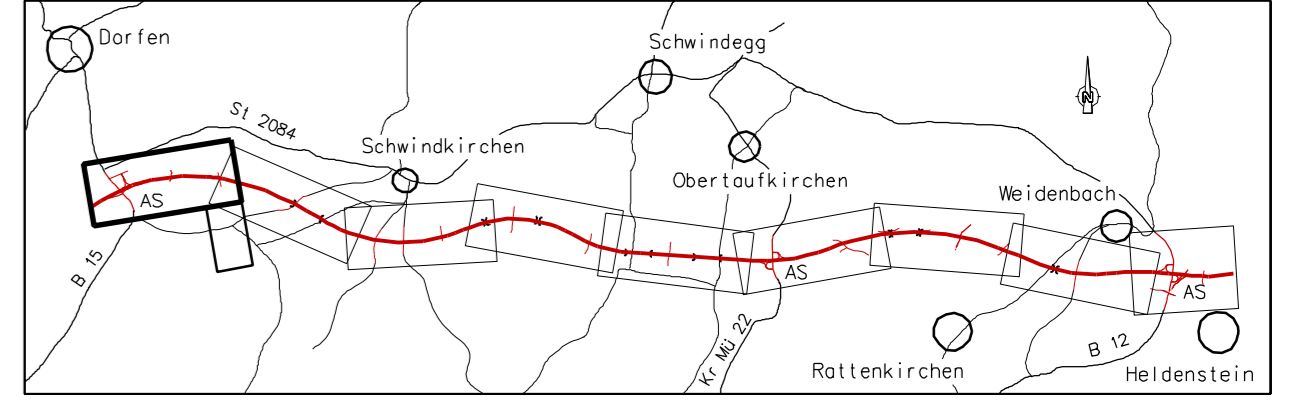 Dorfen
Schwindegg
St 2084
Schwindkirchen
N
Obertaufkirchen
Weidenbach
AS
B 15
AS
AS
Kr Mü 22
B 12
Rattenkirchen
Heldenstein